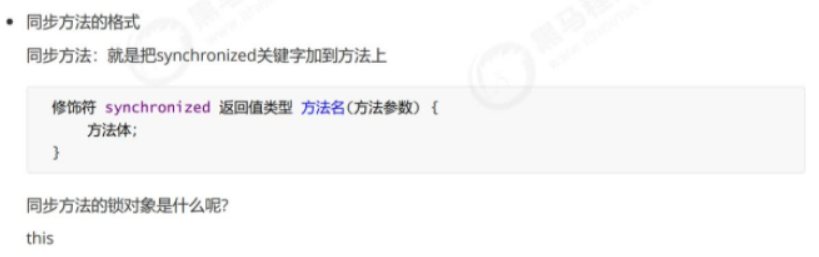 • 同步方法的格式
同步方法：就是把synchronized关键字加到方法上
修饰符 synchronized 返回值类型 方法名(方法参数) {
方法体;
}
同步方法的锁对象是什么呢?
this